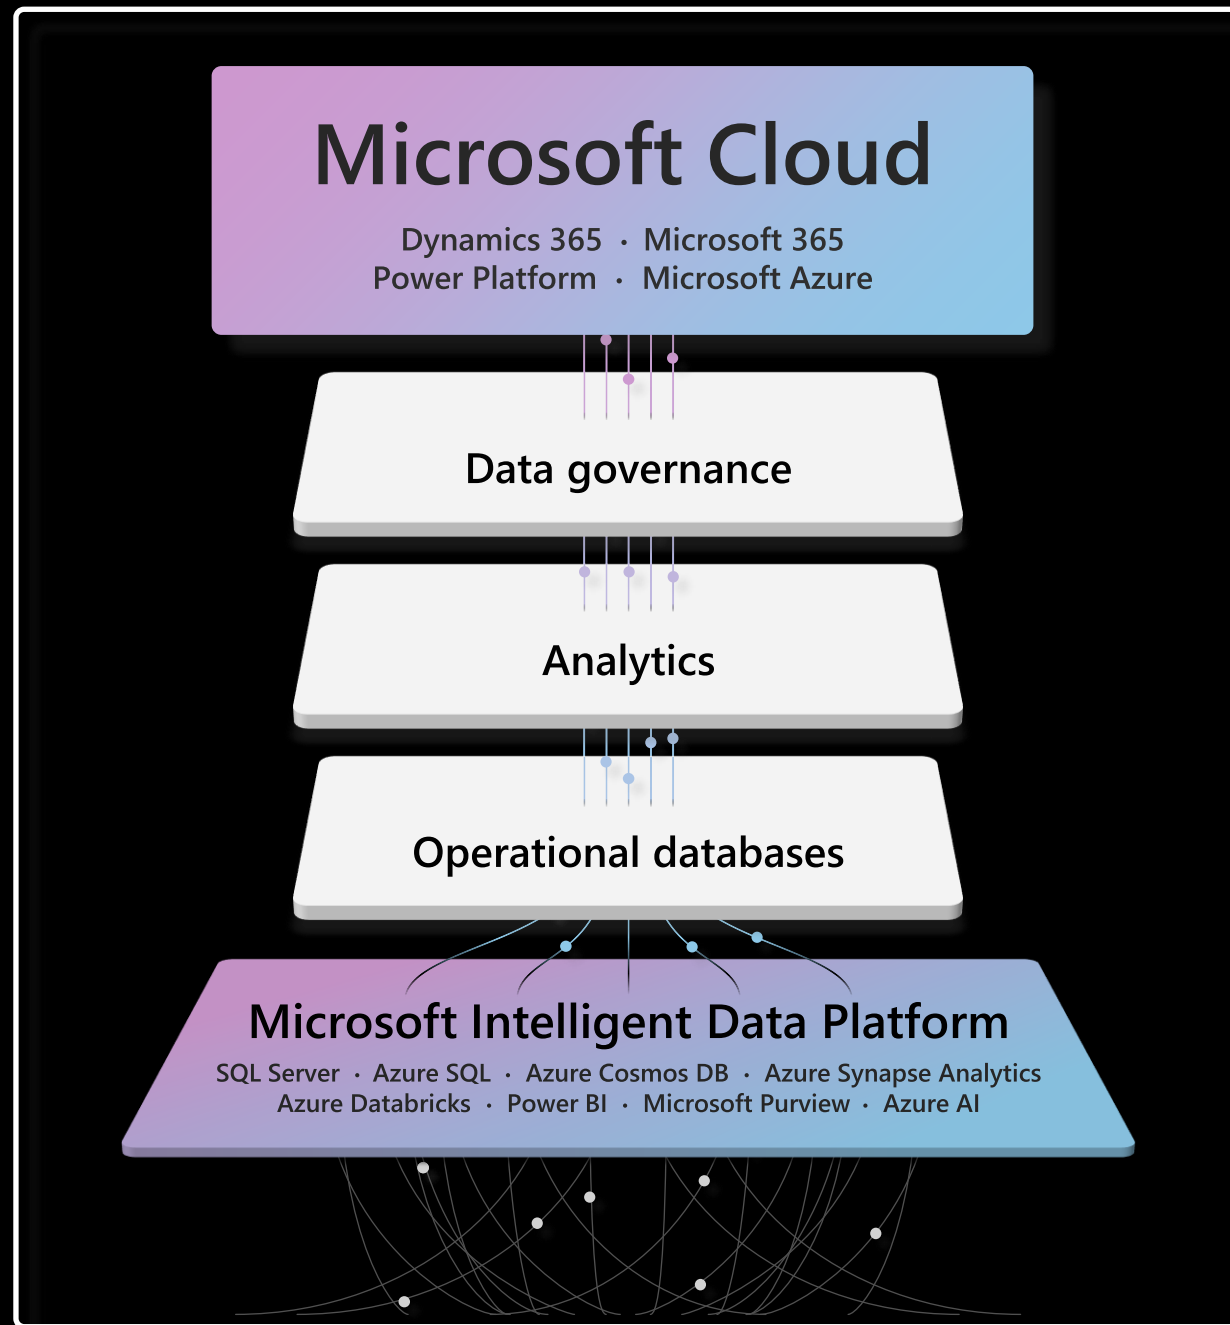 Microsoft Cloud
Dynamics 365 · Microsoft 365
Power Platform · Microsoft Azure
Data governance
Analytics
Operational databases
Microsoft Intelligent Data Platform
SQL Server · Azure SQL · Azure Cosmos DB · Azure Synapse Analytics
Azure Databricks · Power BI · Microsoft Purview · Azure AI